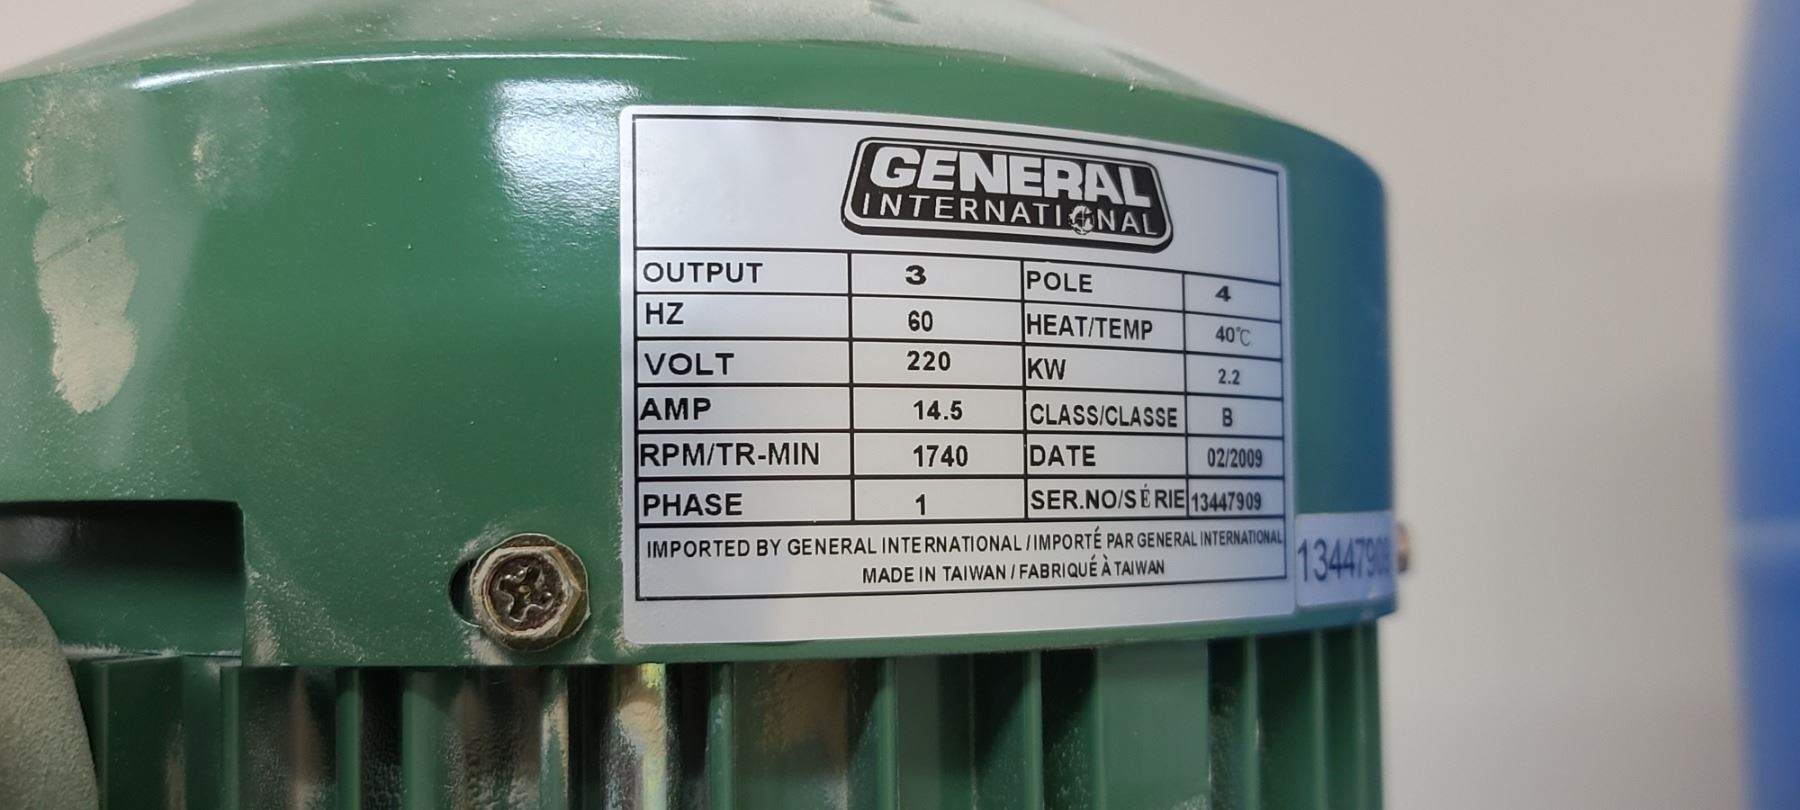 GENERAL
INTERNATIONAL
OUTPUT 3 POLE 4
HZ 60 HEAT/TEMP 40℃
VOLT 220 KW 2.2
AMP 14.5 CLASS/CLASSE B
RPM/TR-MIN 1740 DATE 02/2009
PHASE 1 SER.NO/SÉRIE 13447909
IMPORTED BY GENERAL INTERNATIONAL / IMPORTÉ PAR GENERAL INTERNATIONAL
MADE IN TAIWAN / FABRIQUÉ À TAIWAN
13447909